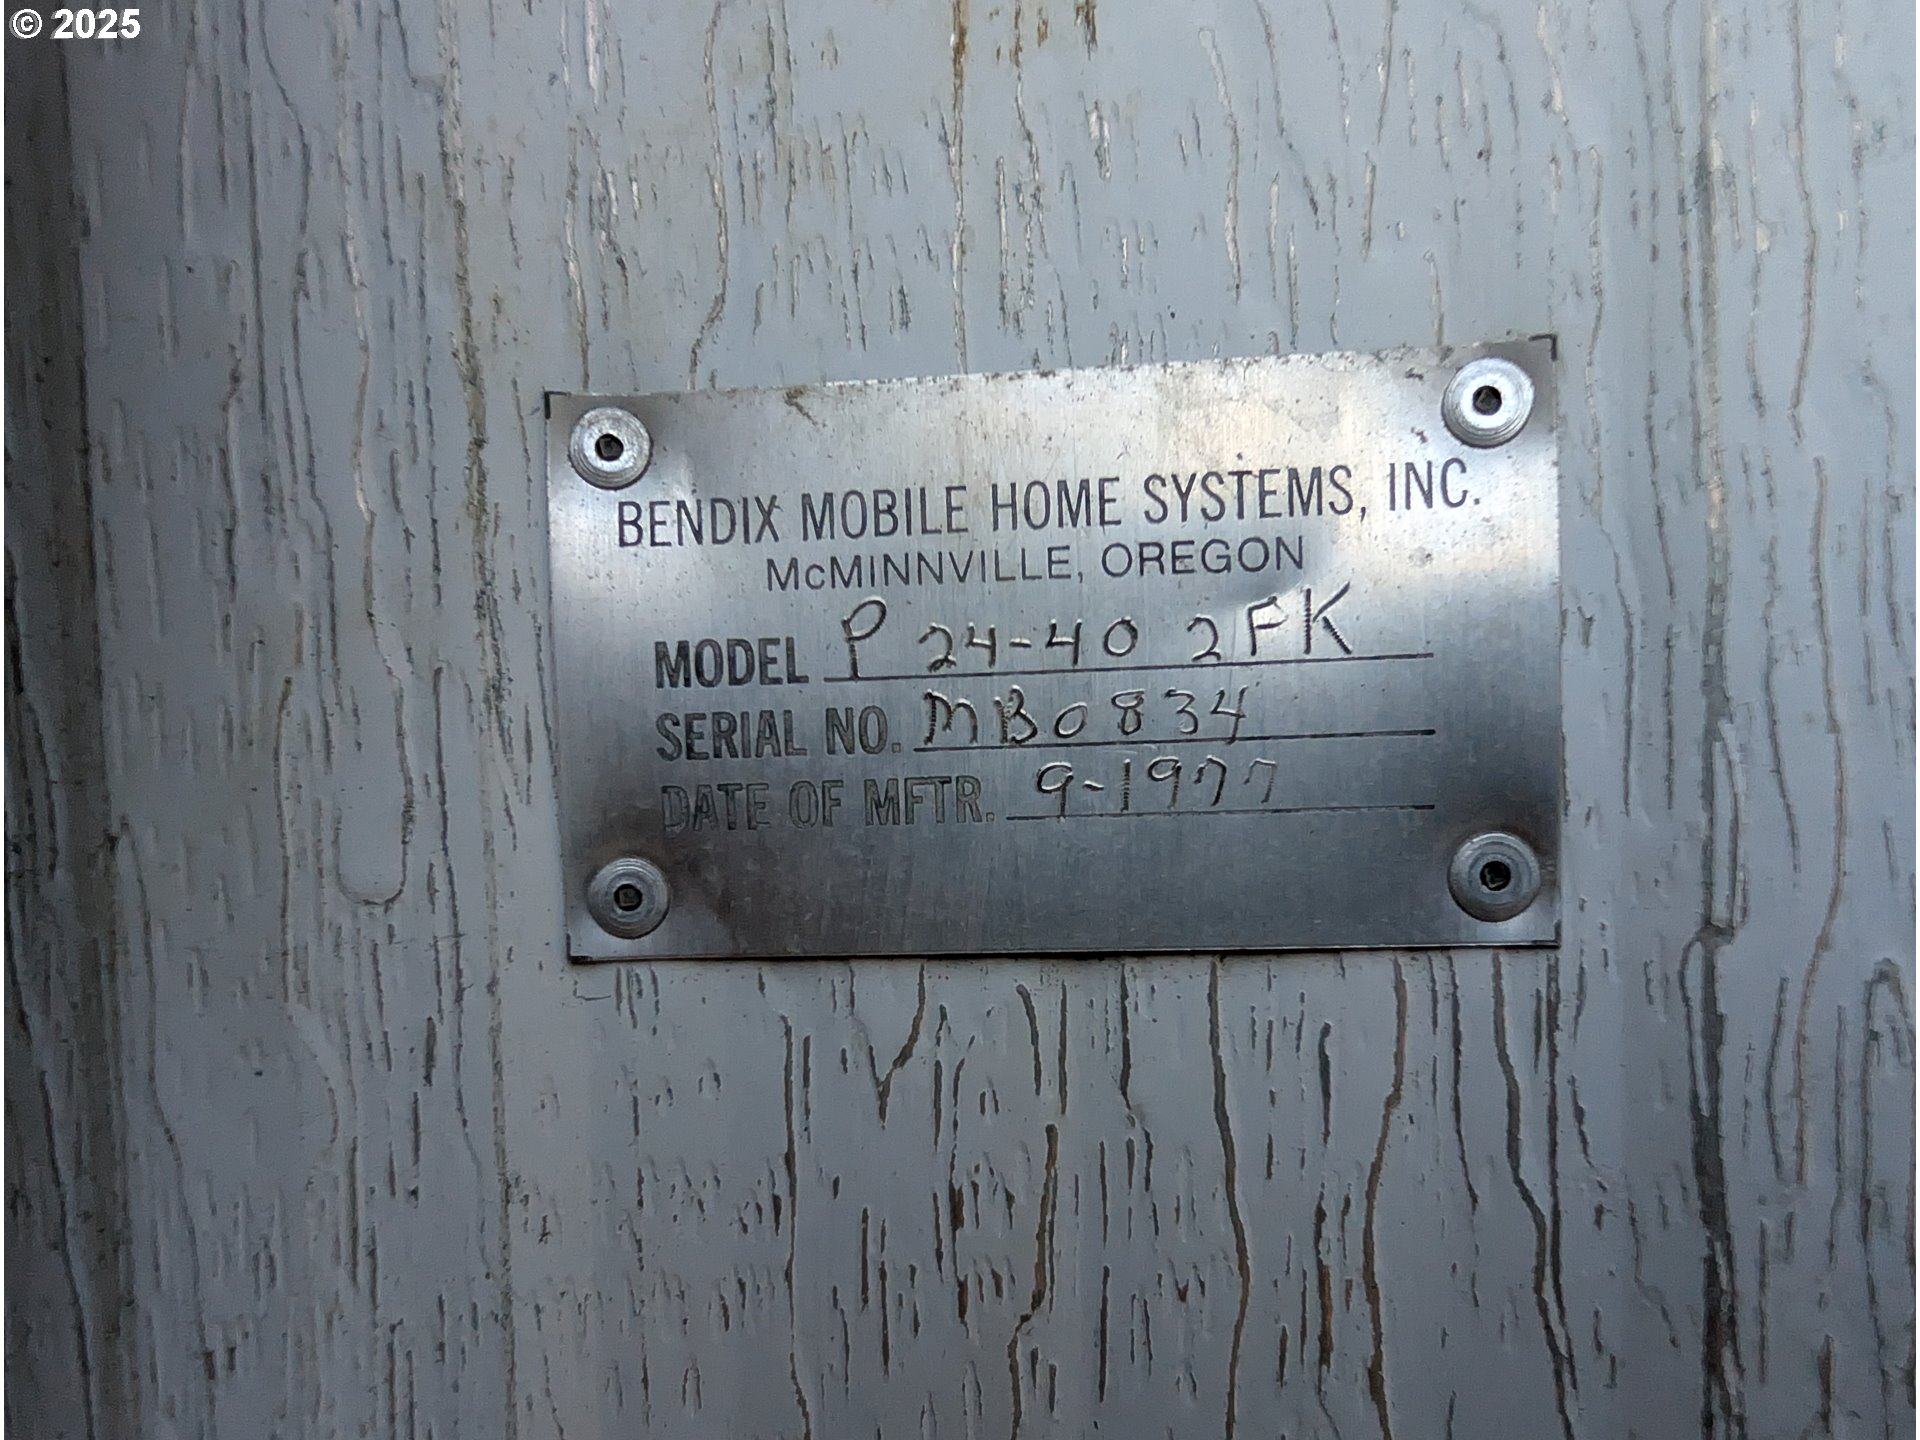 © 2025
BENDIX MOBILE HOME SYSTEMS, INC.
McMINNVILLE, OREGON
MODEL P 24-40 2FK
SERIAL NO. MB0834
DATE OF MFTR. 9-1977